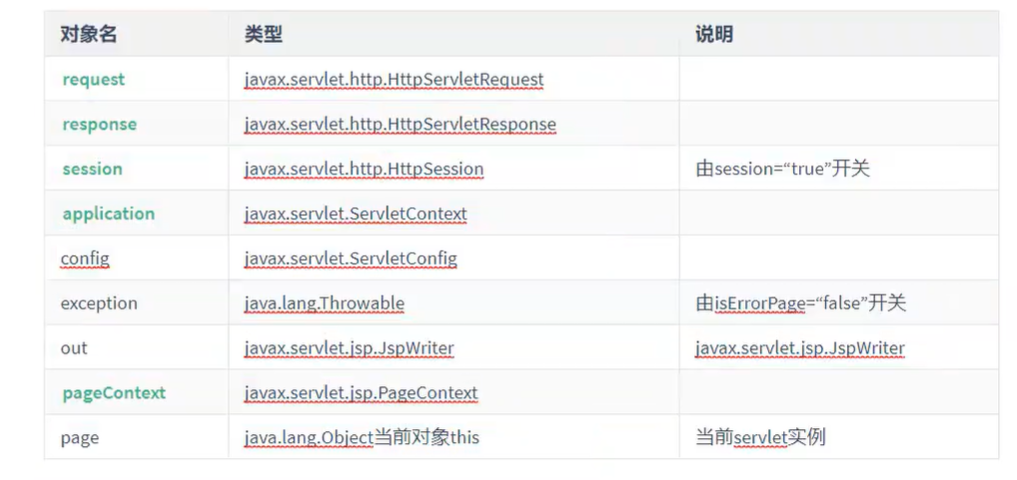 对象名 类型 说明
request javax.servlet.http.HttpServletRequest
response javax.servlet.http.HttpServletResponse
session javax.servlet.http.HttpSession 由session=“true”开关
application javax.servlet.ServletContext
config javax.servlet.ServletConfig
exception java.lang.Throwable 由isErrorPage=“false”开关
out javax.servlet.jsp.JspWriter javax.servlet.jsp.JspWriter
pageContext javax.servlet.jsp.PageContext
page java.lang.Object当前对象this 当前servlet实例